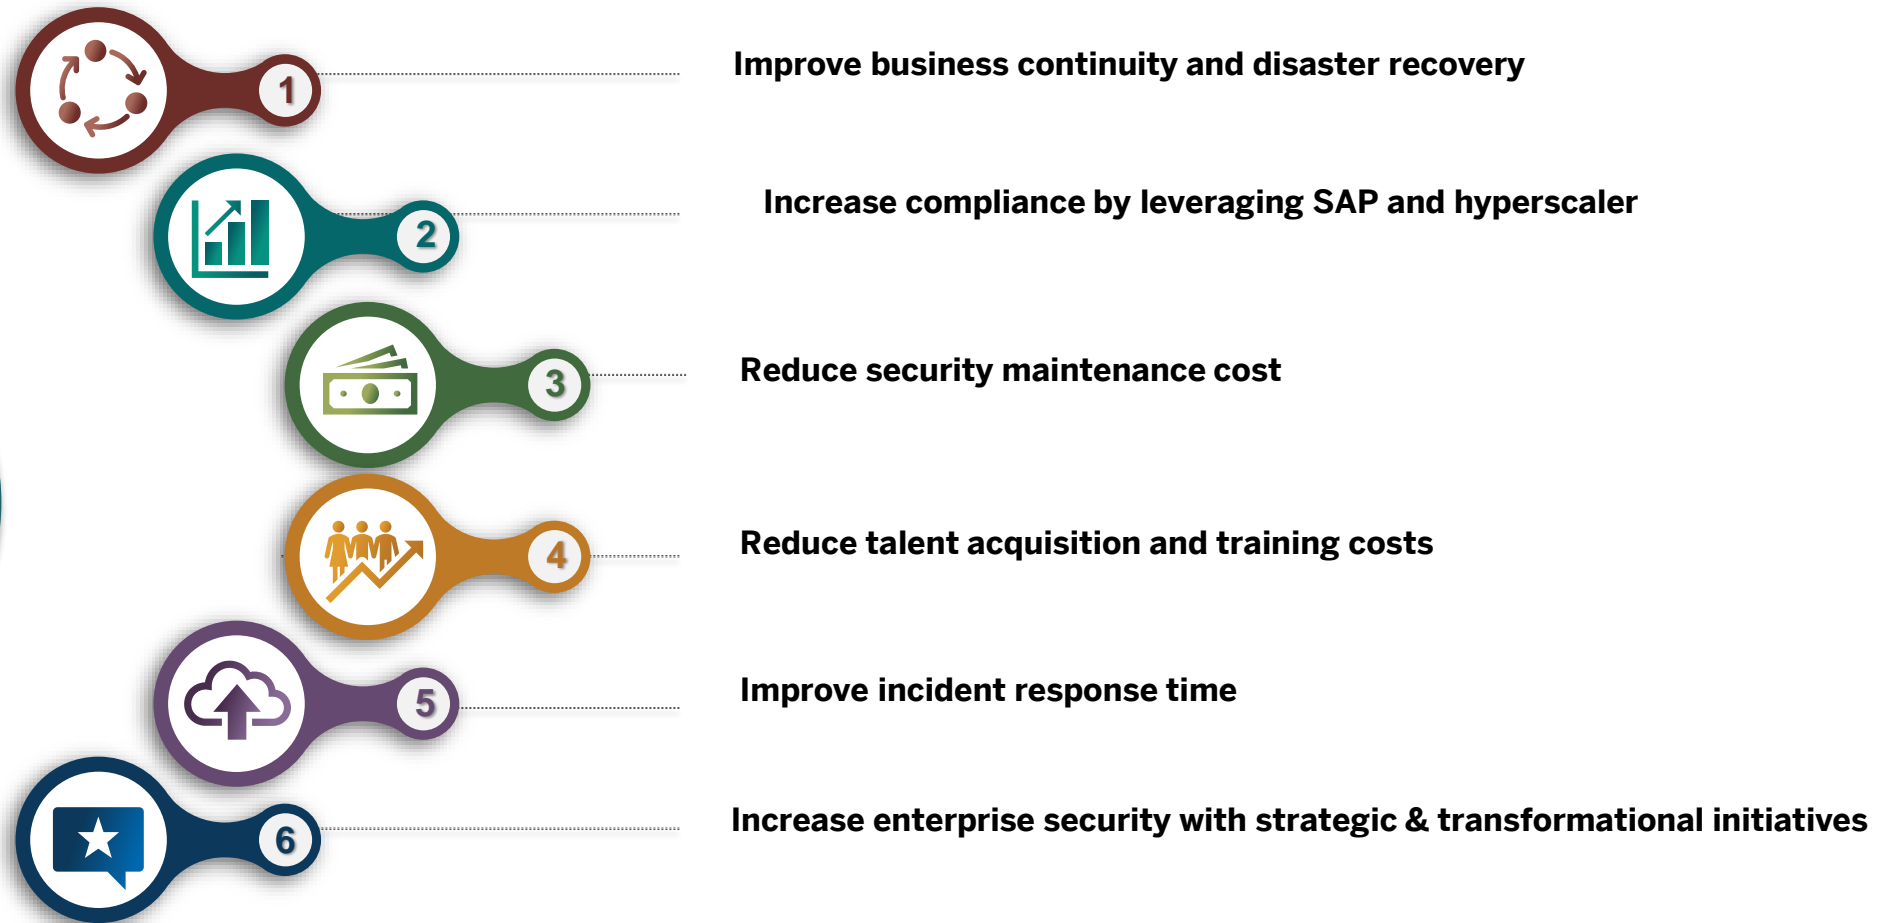 1 Improve business continuity and disaster recovery
2 Increase compliance by leveraging SAP and hyperscaler
3 Reduce security maintenance cost
4 Reduce talent acquisition and training costs
5 Improve incident response time
6 Increase enterprise security with strategic & transformational initiatives